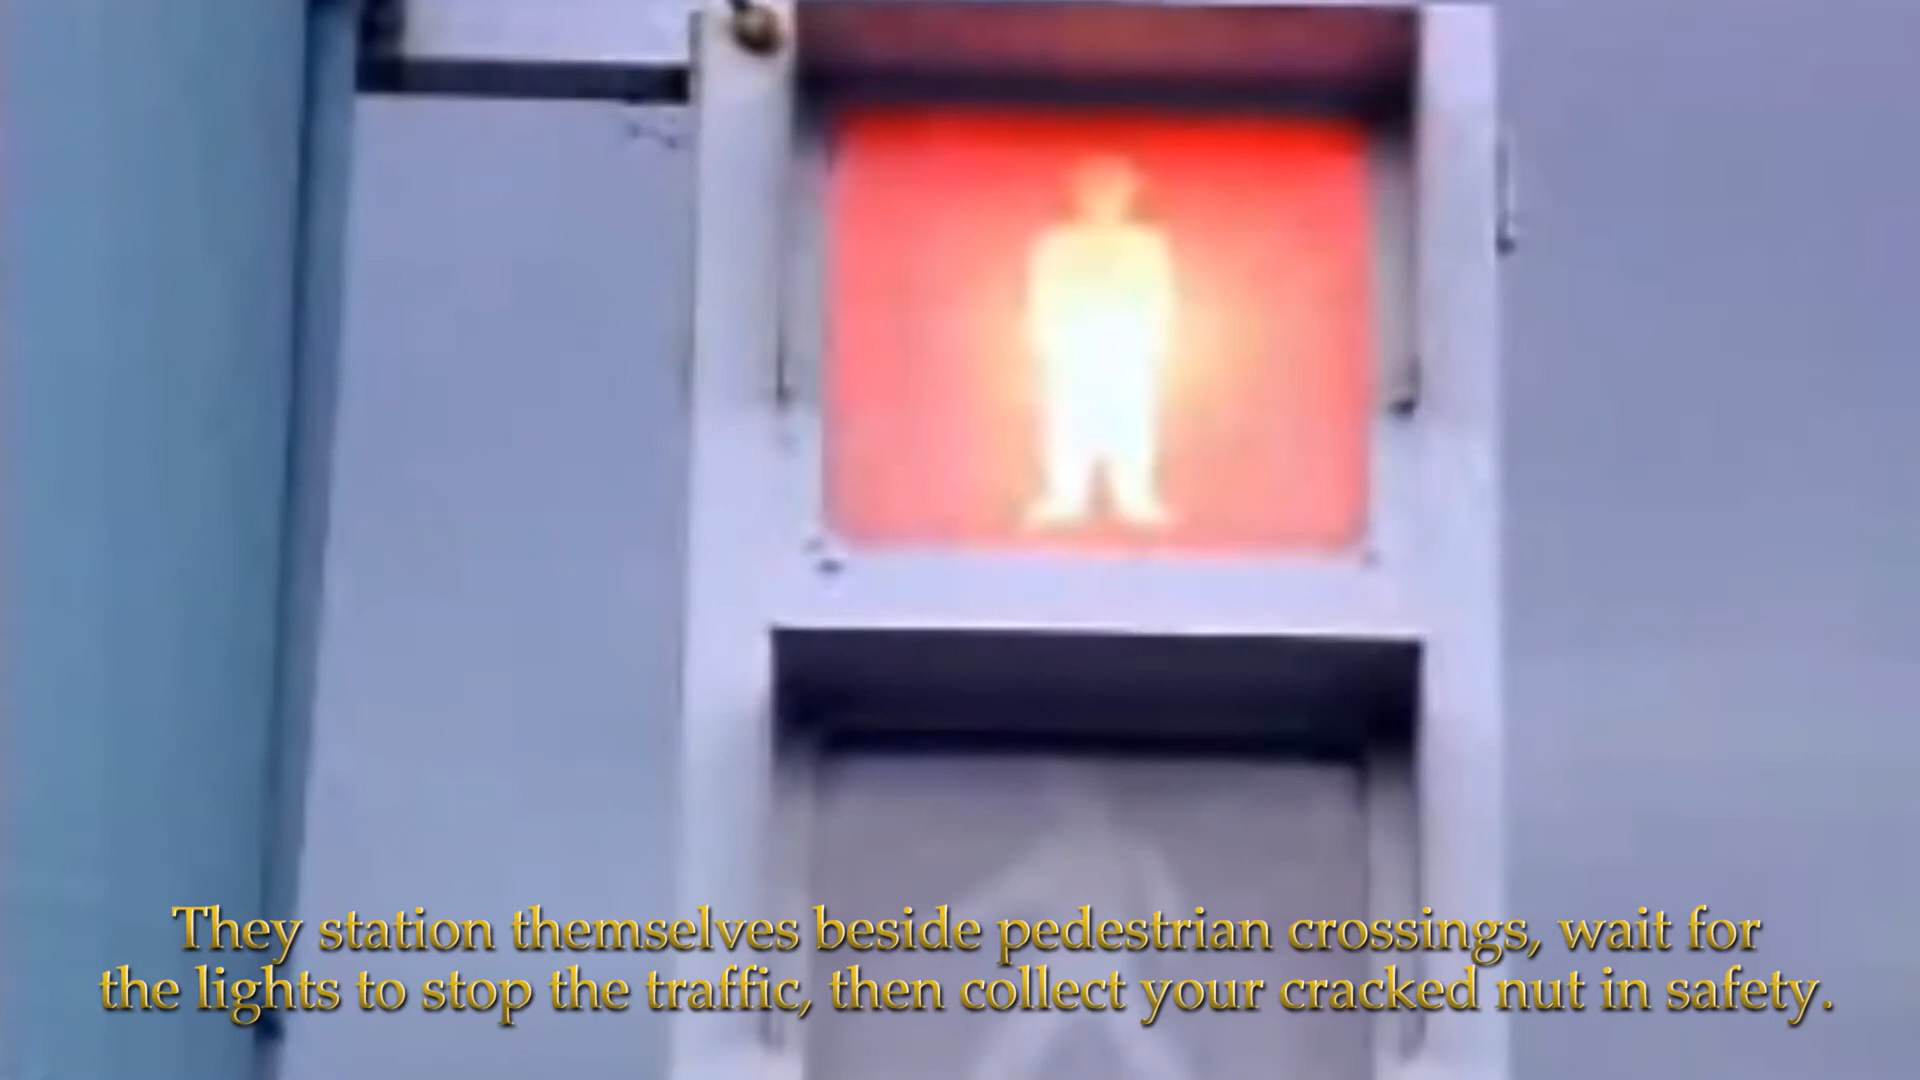 They station themselves beside pedestrian crossings, wait for
the lights to stop the traffic, then collect your cracked nut in safety.